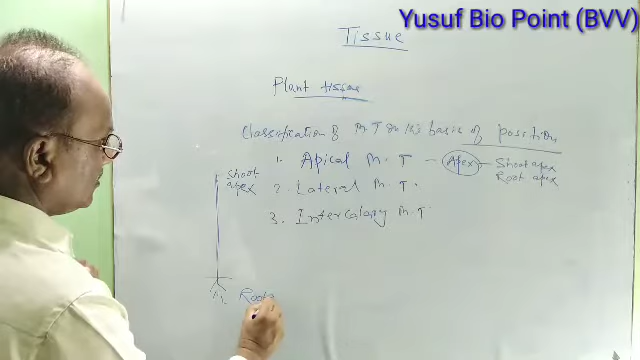 Yusuf Bio Point (BVV)
Tissue
Plant tissue
Classification of M.T on the basic of position
1. Apical M.T - Apex - Shoot apex
Root apex
Shoot apex
2. Lateral M.T.
3. Intercalary M.T.
Root